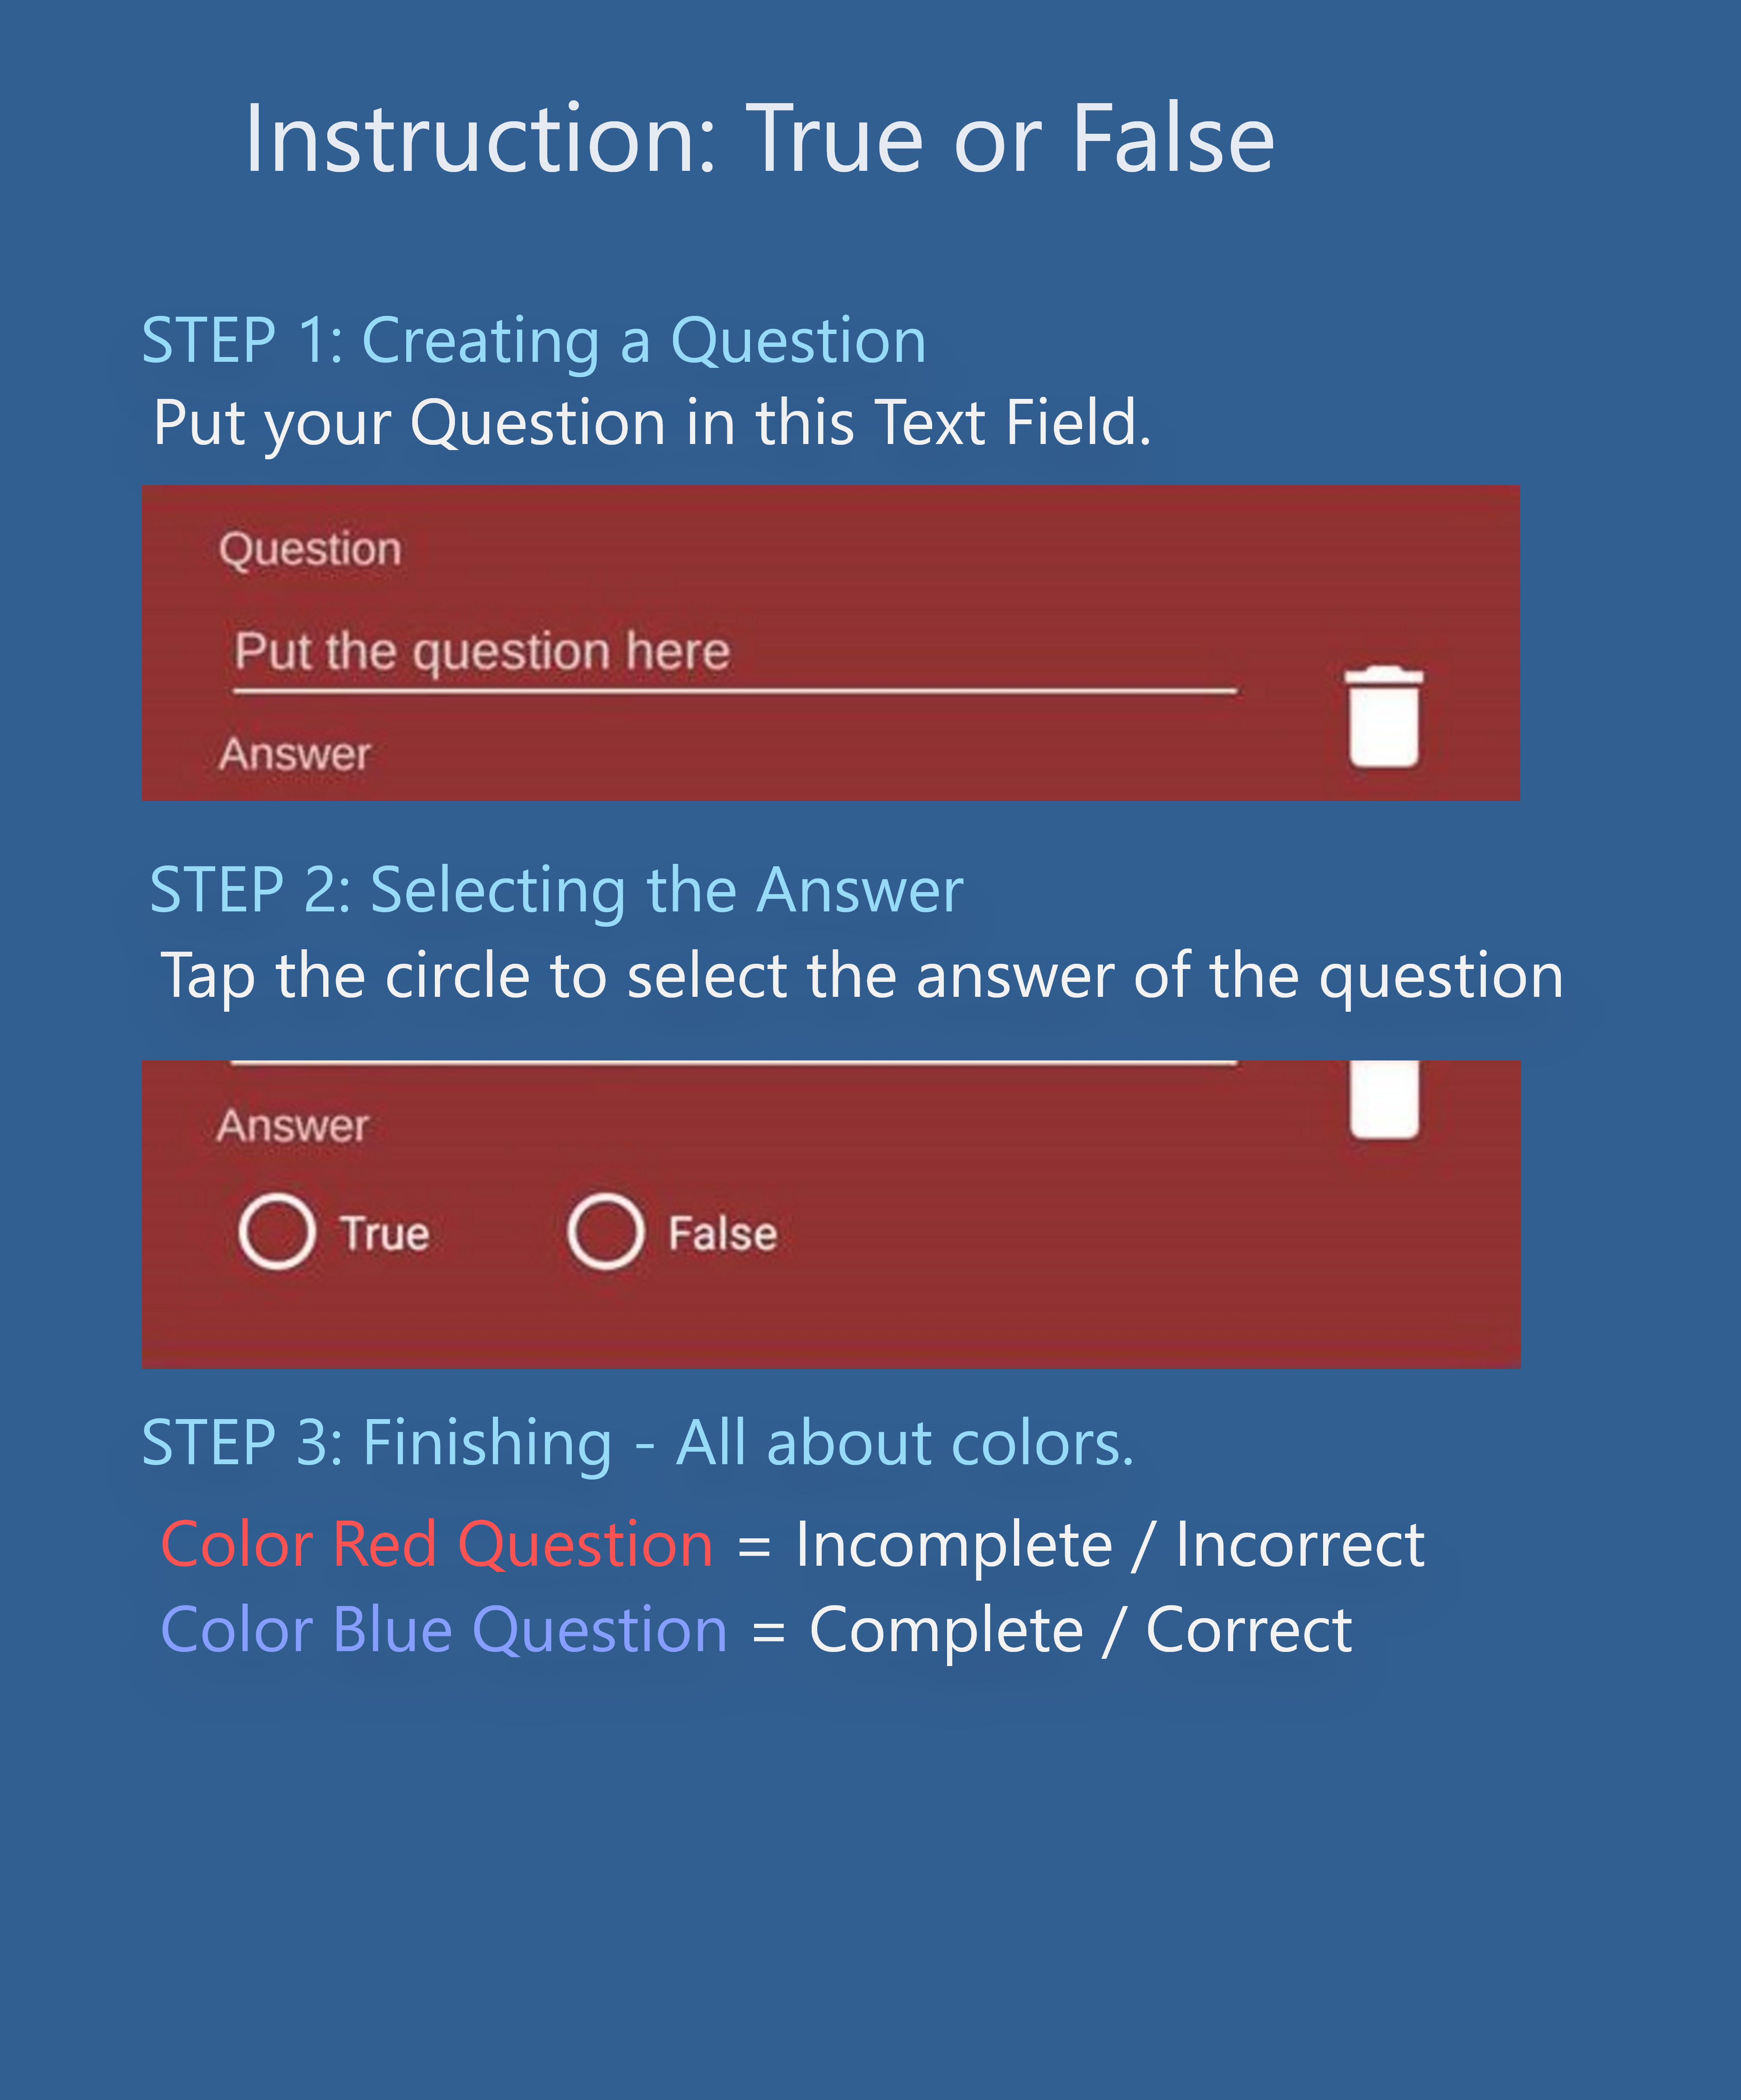 Instruction: True or False
STEP 1: Creating a Question
Put your Question in this Text Field.
Question
Put the question here
Answer
STEP 2: Selecting the Answer
Tap the circle to select the answer of the question
Answer
True False
STEP 3: Finishing - All about colors.
Color Red Question = Incomplete / Incorrect
Color Blue Question = Complete / Correct